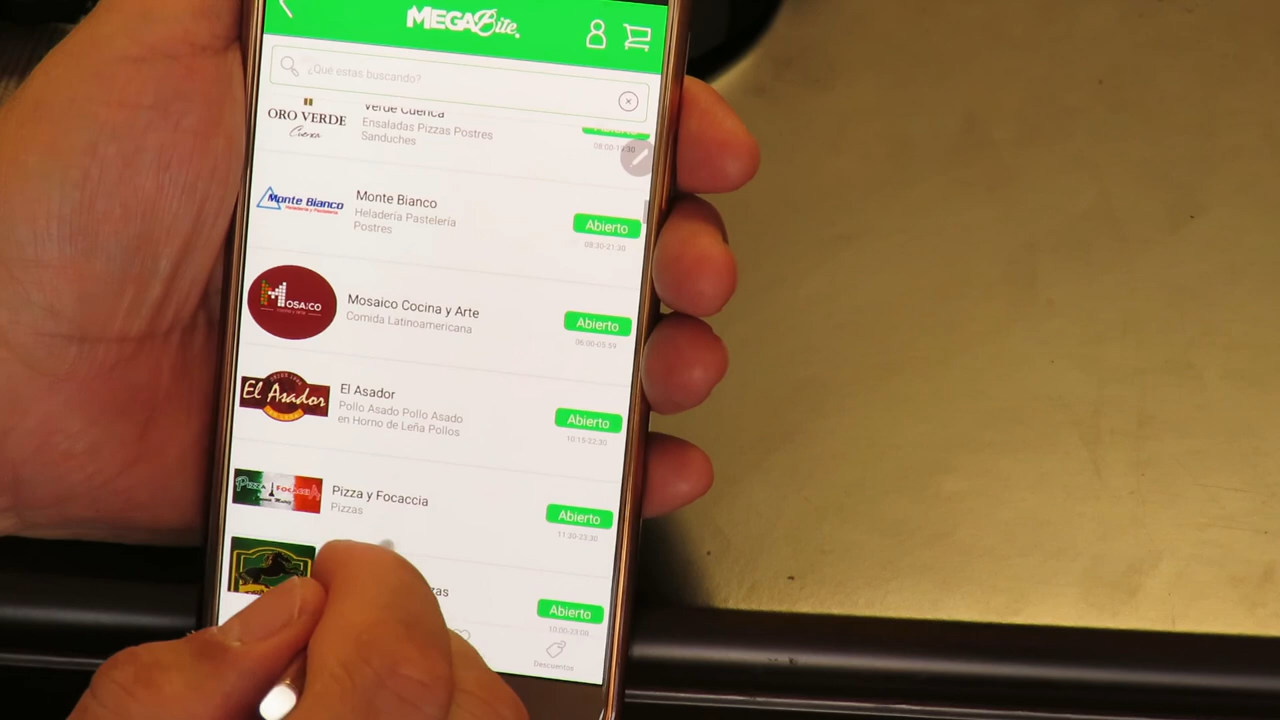 MEGABite
¿Qué estas buscando?
ORO VERDE
Cuenca
Verde Cuenca
Ensaladas Pizzas Postres
Sanduches
08:00-19:30
Monte Bianco
Heladería y Pastelería
Monte Bianco
Heladería Pastelería
Postres
Abierto
08:30-21:30
MOSAICO
Mosaico Cocina y Arte
Comida Latinoamericana
Abierto
06:00-05:59
El Asador
El Asador
Pollo Asado Pollo Asado
en Horno de Leña Pollos
Abierto
10:15-22:30
Pizza Focaccia
Pizza y Focaccia
Pizzas
Abierto
11:30-23:30
zas
Abierto
10:00-23:00
Descuentos